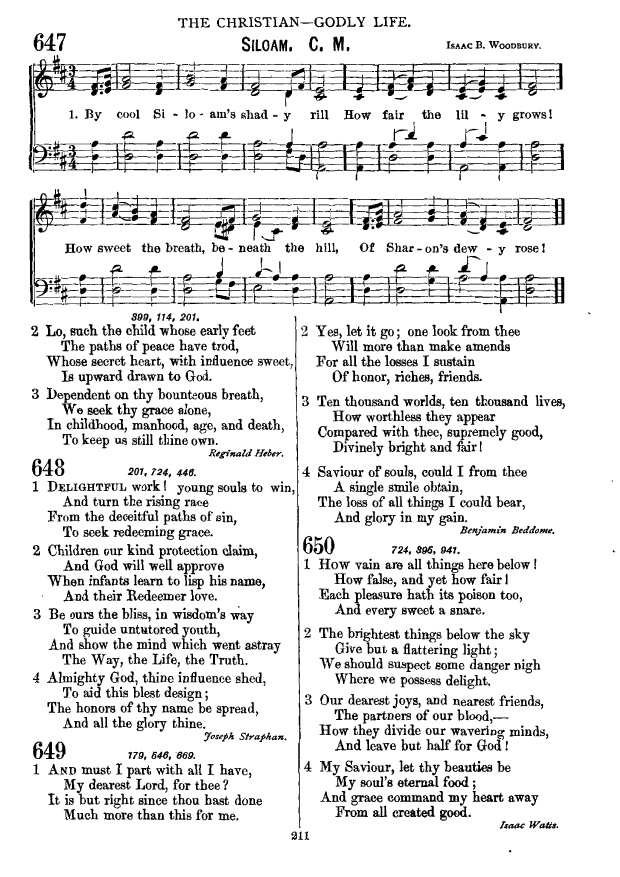 THE CHRISTIAN—GODLY LIFE.
647
SILOAM. C. M.
ISAAC B. WOODBURY.
1. By cool Si - lo - am's shad - y rill How fair the lil - y grows!
How sweet the breath, be - neath the hill, Of Shar - on's dew - y rose!
399, 114, 201.
2 Lo, such the child whose early feet
The paths of peace have trod,
Whose secret heart, with influence sweet,
Is upward drawn to God.
3 Dependent on thy bounteous breath,
We seek thy grace alone,
In childhood, manhood, age, and death,
To keep us still thine own.
Reginald Heber.
648
201, 724, 446.
1 DELIGHTFUL work! young souls to win,
And turn the rising race
From the deceitful paths of sin,
To seek redeeming grace.
2 Children our kind protection claim,
And God will well approve
When infants learn to lisp his name,
And their Redeemer love.
3 Be ours the bliss, in wisdom's way
To guide untutored youth,
And show the mind which went astray
The Way, the Life, the Truth.
4 Almighty God, thine influence shed,
To aid this blest design;
The honors of thy name be spread,
And all the glory thine.
Joseph Straphan.
649
179, 546, 669.
1 AND must I part with all I have,
My dearest Lord, for thee?
It is but right since thou hast done
Much more than this for me.
2 Yes, let it go; one look from thee
Will more than make amends
For all the losses I sustain
Of honor, riches, friends.
3 Ten thousand worlds, ten thousand lives,
How worthless they appear
Compared with thee, supremely good,
Divinely bright and fair!
4 Saviour of souls, could I from thee
A single smile obtain,
The loss of all things I could bear,
And glory in my gain.
Benjamin Beddome.
650
724, 395, 941.
1 How vain are all things here below!
How false, and yet how fair!
Each pleasure hath its poison too,
And every sweet a snare.
2 The brightest things below the sky
Give but a flattering light;
We should suspect some danger nigh
Where we possess delight.
3 Our dearest joys, and nearest friends,
The partners of our blood,—
How they divide our wavering minds,
And leave but half for God!
4 My Saviour, let thy beauties be
My soul's eternal food;
And grace command my heart away
From all created good.
Isaac Watts.
211